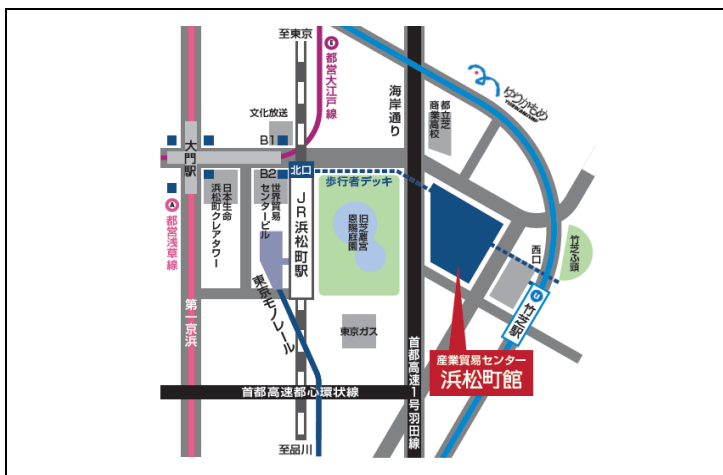 至東京
E
都営大江戸線
文化放送
海岸通り
都立芝
商業高校
ゆりかもめ
YURIKAMOME
大門駅
B1
B2
北口
歩行者デッキ
A
都営浅草線
日本生命
浜松町クレアタワー
世界貿易
センタービル
JR浜松町駅
旧芝離宮
恩賜庭園
西口
竹芝ふ頭
竹芝駅
東京モノレール
第一京浜
東京ガス
首都高速1号羽田線
産業貿易センター
浜松町館
首都高速都心環状線
至品川